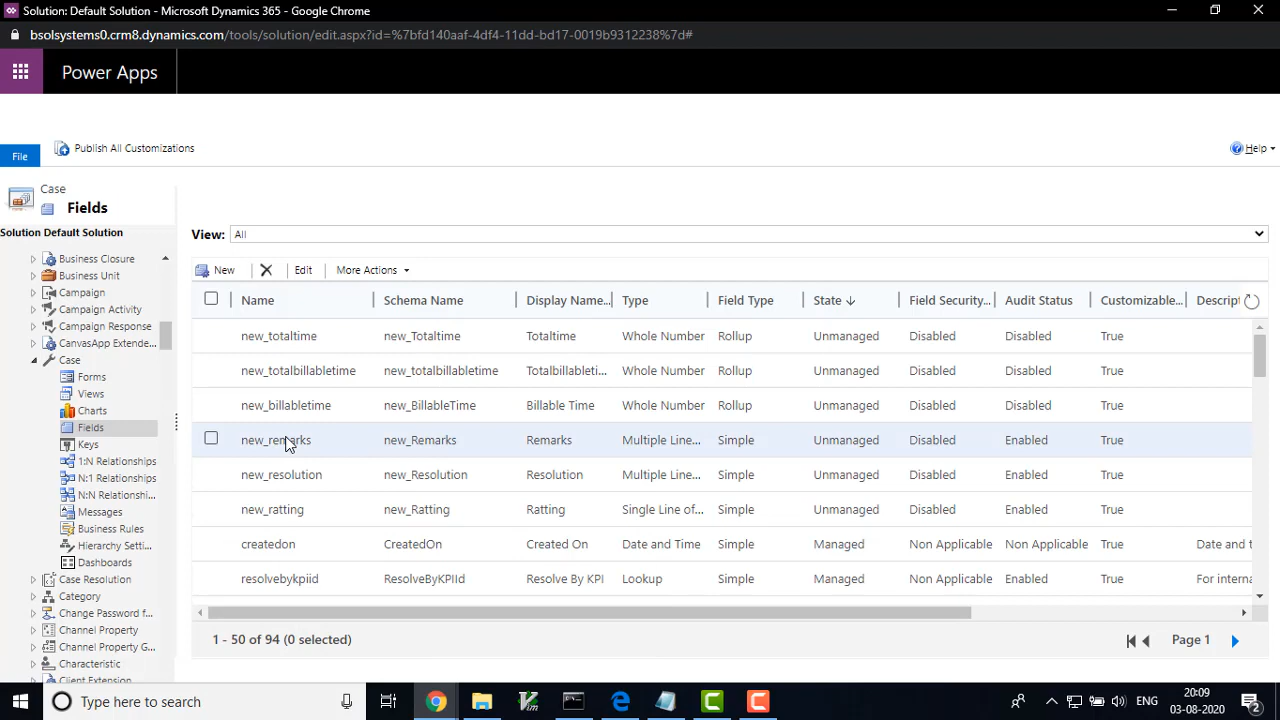 Solution: Default Solution - Microsoft Dynamics 365 - Google Chrome
bsolsystems0.crm8.dynamics.com/tools/solution/edit.aspx?id=%7bfd140aaf-4df4-11dd-bd17-0019b9312238%7d#
Power Apps
File
Publish All Customizations
Help
Case
Fields
Solution Default Solution
Business Closure
Business Unit
Campaign
Campaign Activity
Campaign Response
CanvasApp Extende...
Case
Forms
Views
Charts
Fields
Keys
1:N Relationships
N:1 Relationships
N:N Relationshi...
Messages
Business Rules
Hierarchy Setti...
Dashboards
Case Resolution
Category
Change Password f...
Channel Property
Channel Property G...
Characteristic
Client Extension
View: All
New Edit More Actions
Name Schema Name Display Name... Type Field Type State Field Security... Audit Status Customizable... Descript
new_totaltime new_Totaltime Totaltime Whole Number Rollup Unmanaged Disabled Disabled True
new_totalbillabletime new_totalbillabletime Totalbillableti... Whole Number Rollup Unmanaged Disabled Disabled True
new_billabletime new_BillableTime Billable Time Whole Number Rollup Unmanaged Disabled Disabled True
new_remarks new_Remarks Remarks Multiple Line... Simple Unmanaged Disabled Enabled True
new_resolution new_Resolution Resolution Multiple Line... Simple Unmanaged Disabled Enabled True
new_ratting new_Ratting Ratting Single Line of... Simple Unmanaged Disabled Enabled True
createdon CreatedOn Created On Date and Time Simple Managed Non Applicable Non Applicable True Date and t
resolvebykpiid ResolveByKPIId Resolve By KPI Lookup Simple Managed Non Applicable Enabled True For interna
1 - 50 of 94 (0 selected) Page 1
Type here to search
ENG
20:09
03-08-2020
2